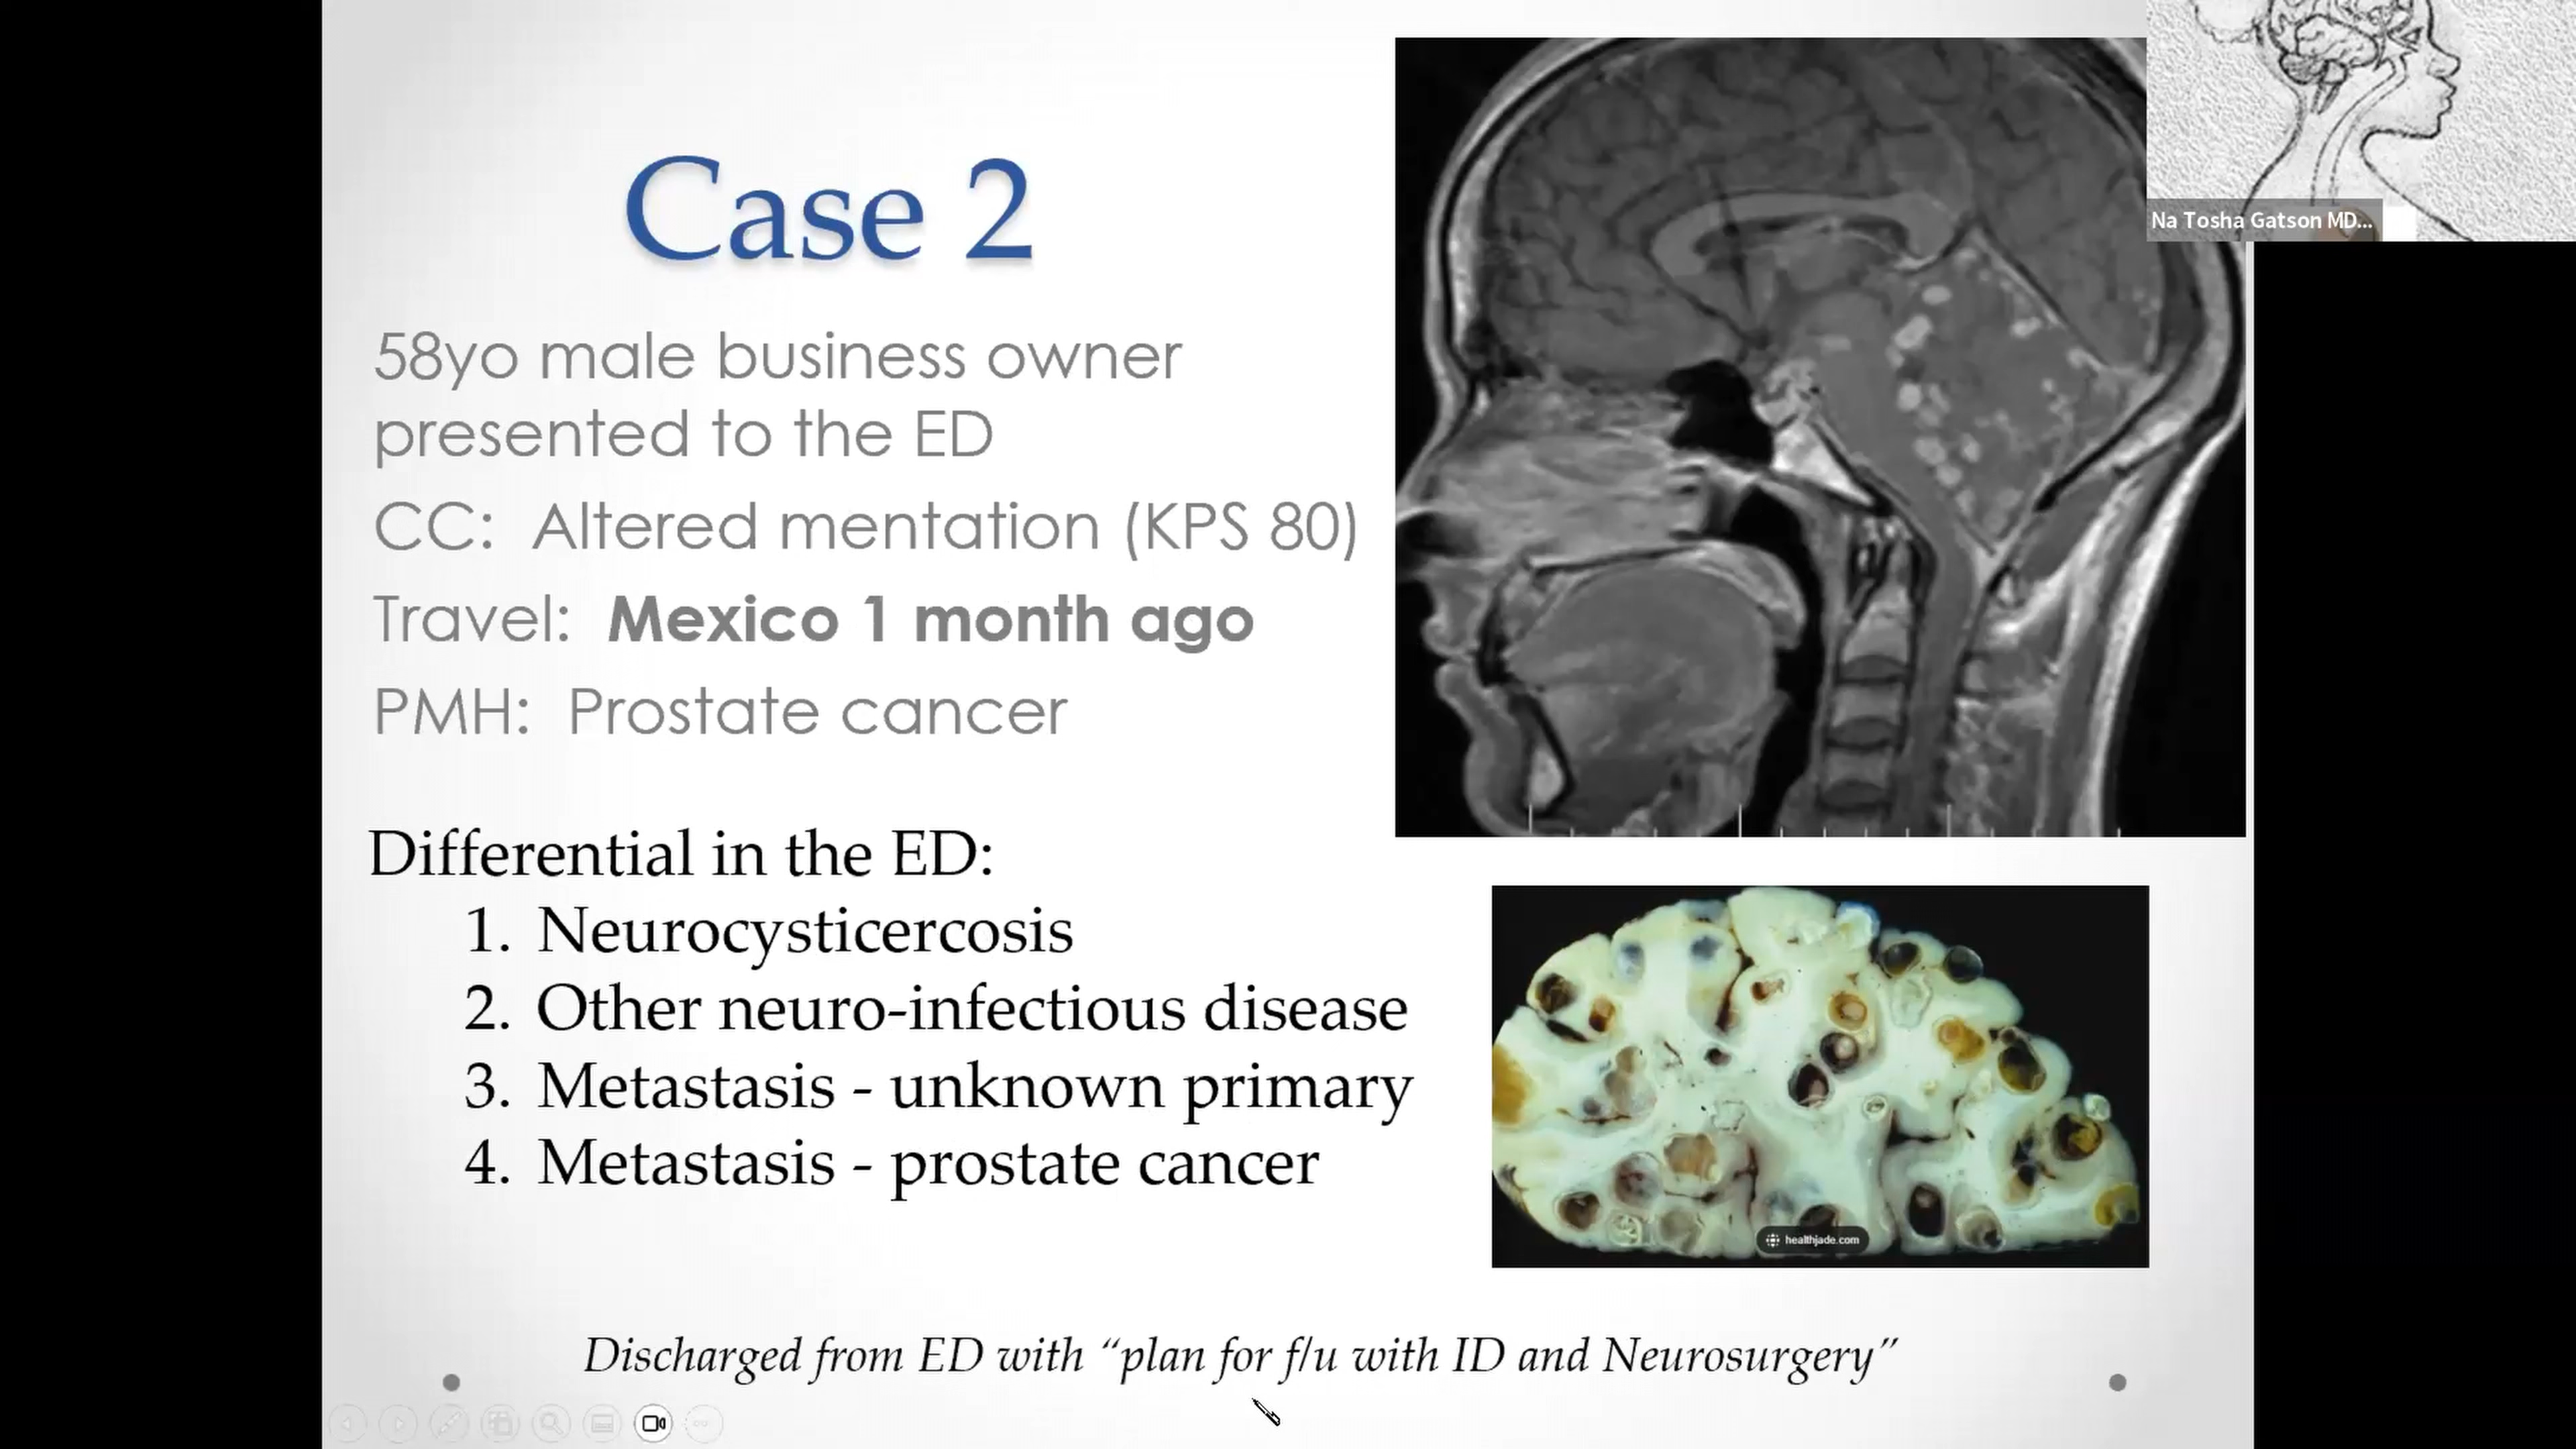 Case 2
Na Tosha Gatson MD...
58yo male business owner
presented to the ED
CC: Altered mentation (KPS 80)
Travel: Mexico 1 month ago
PMH: Prostate cancer
Differential in the ED:
1. Neurocysticercosis
2. Other neuro-infectious disease
3. Metastasis - unknown primary
4. Metastasis - prostate cancer
healthjade.com
Discharged from ED with “plan for f/u with ID and Neurosurgery”